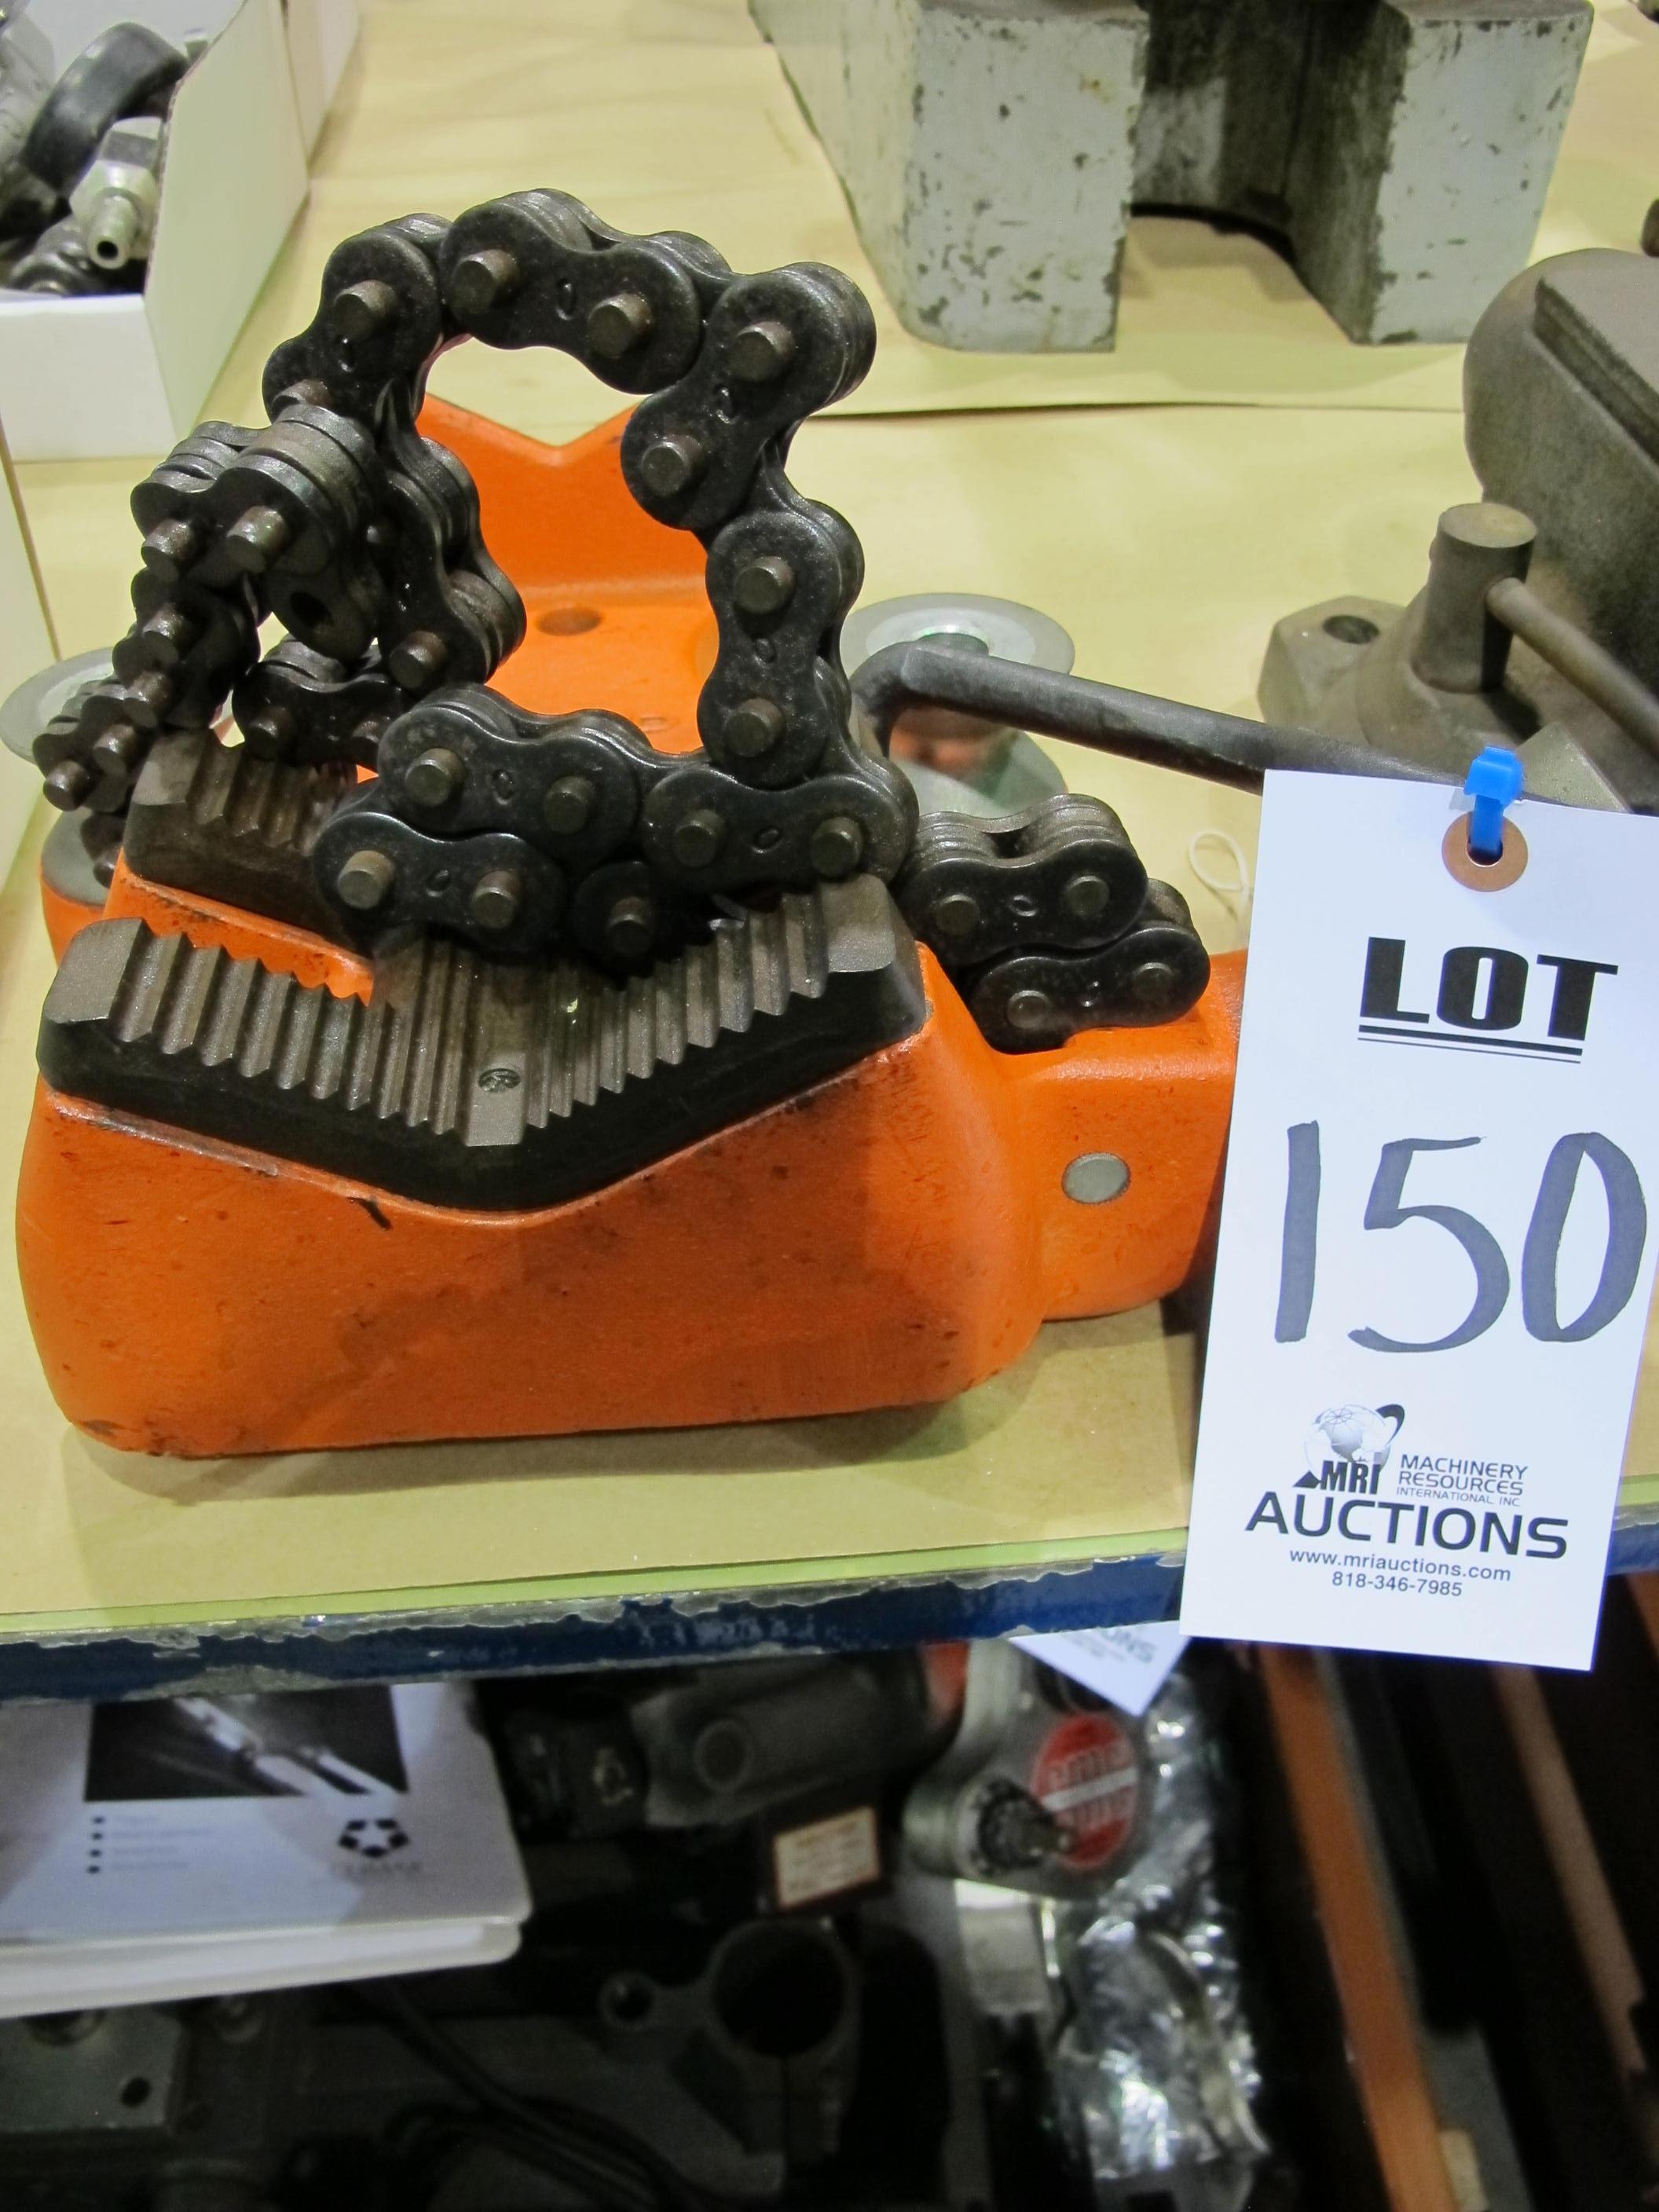 LOT
150
MRI
MACHINERY
RESOURCES
INTERNATIONAL, INC
AUCTIONS
www.mriauctions.com
818-346-7985